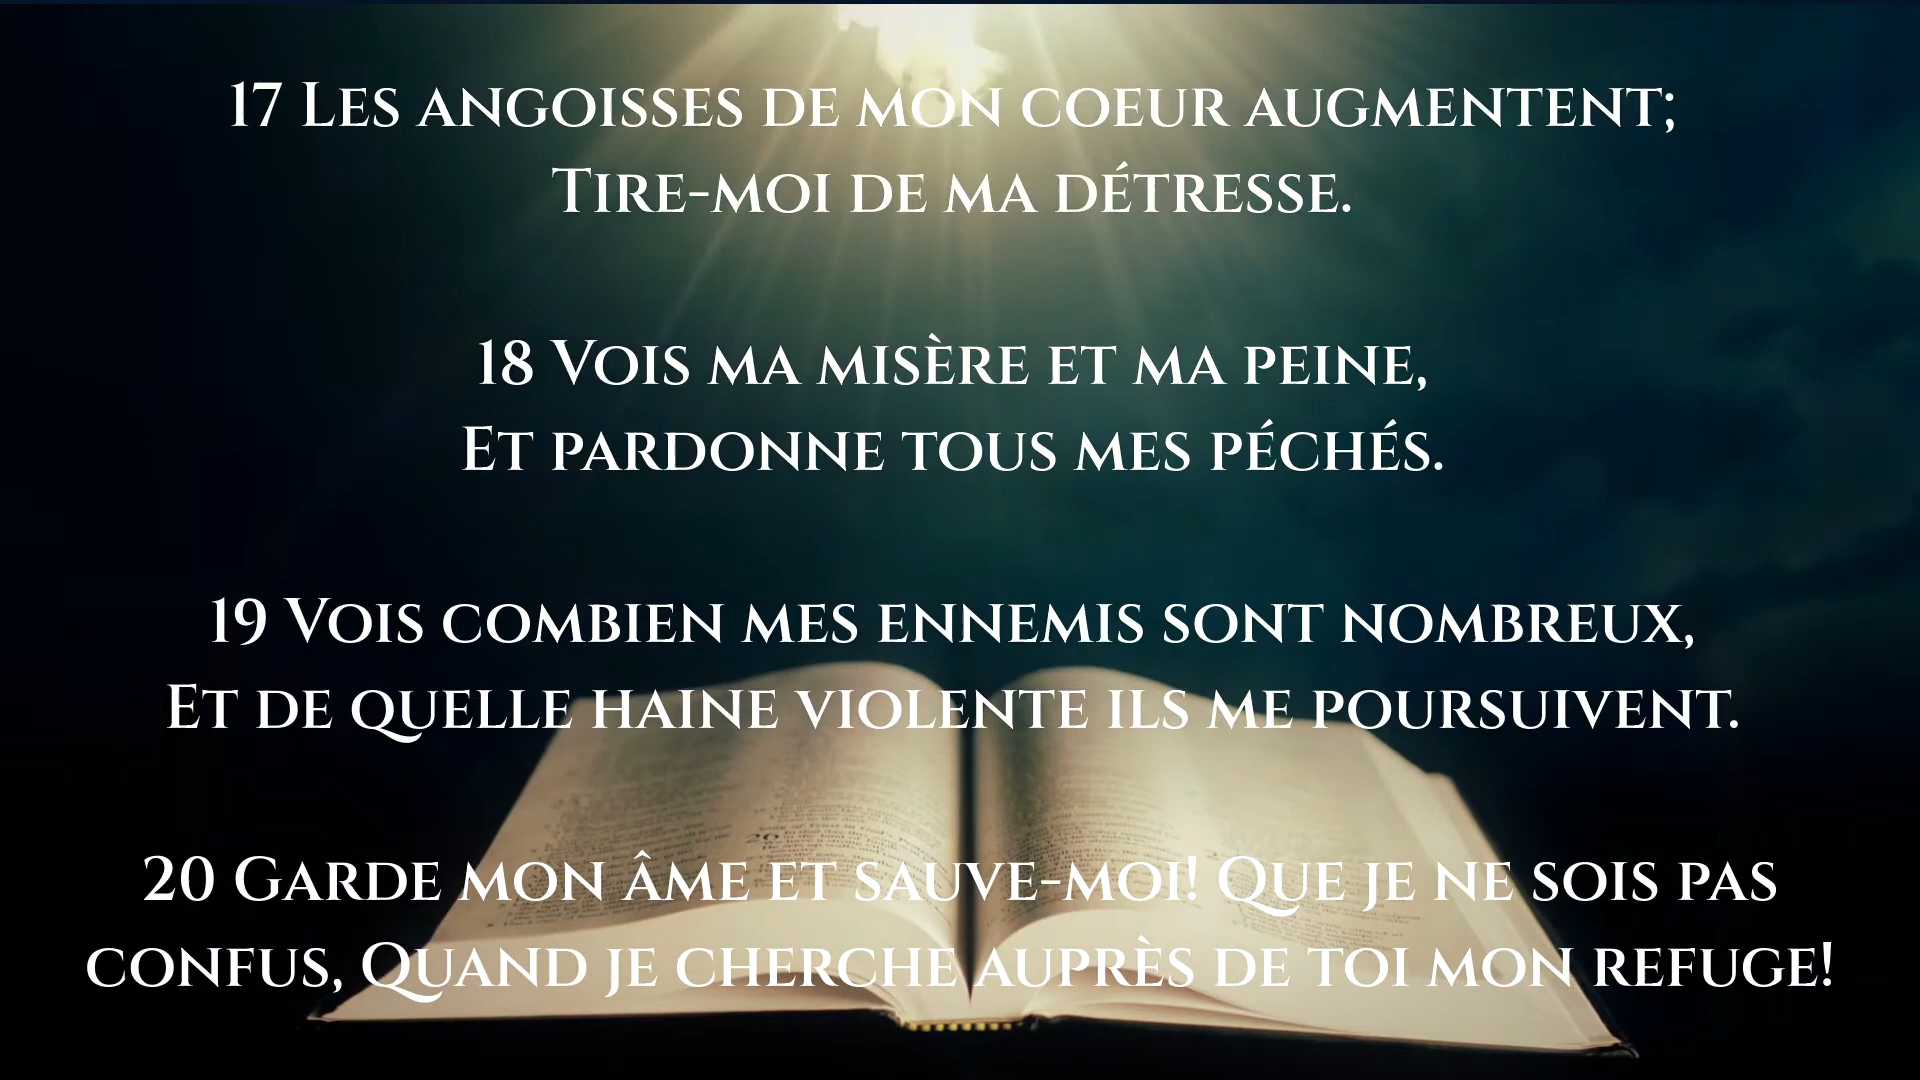 17 Les angoisses de mon coeur augmentent;
Tire-moi de ma détresse.
18 Vois ma misère et ma peine,
Et pardonne tous mes péchés.
19 Vois combien mes ennemis sont nombreux,
Et de quelle haine violente ils me poursuivent.
20 Garde mon âme et sauve-moi! Que je ne sois pas
confus, Quand je cherche auprès de toi mon refuge!